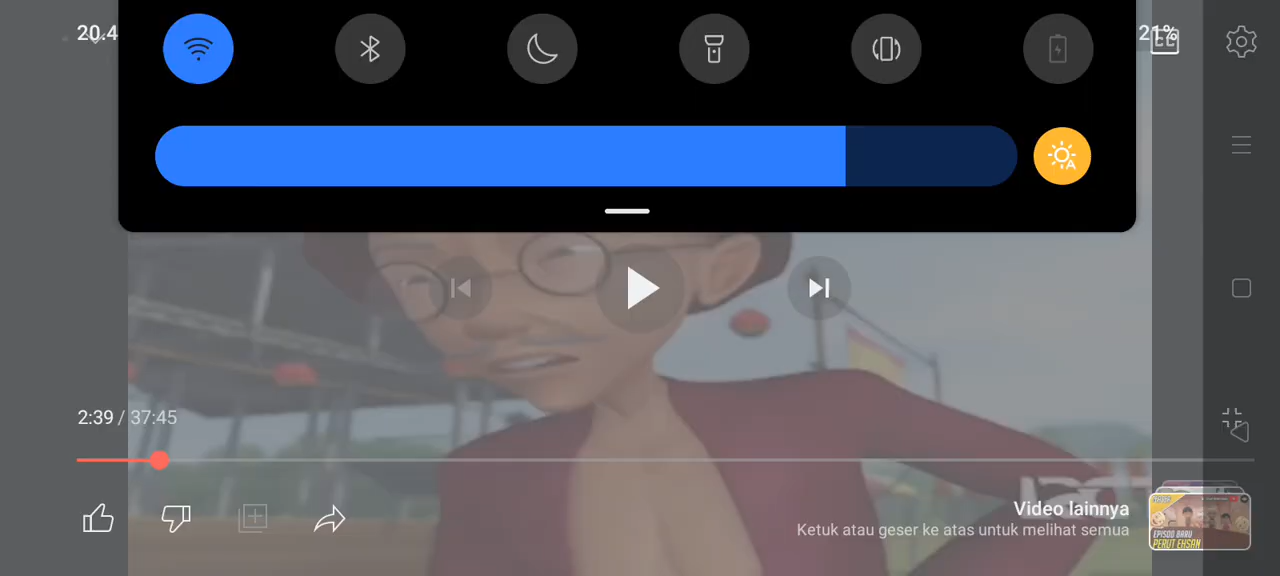 20.4
21%
CC
A
2:39 / 37:45
Video lainnya
Ketuk atau geser ke atas untuk melihat semua
EPISOD BARU
PERUT EHSAN